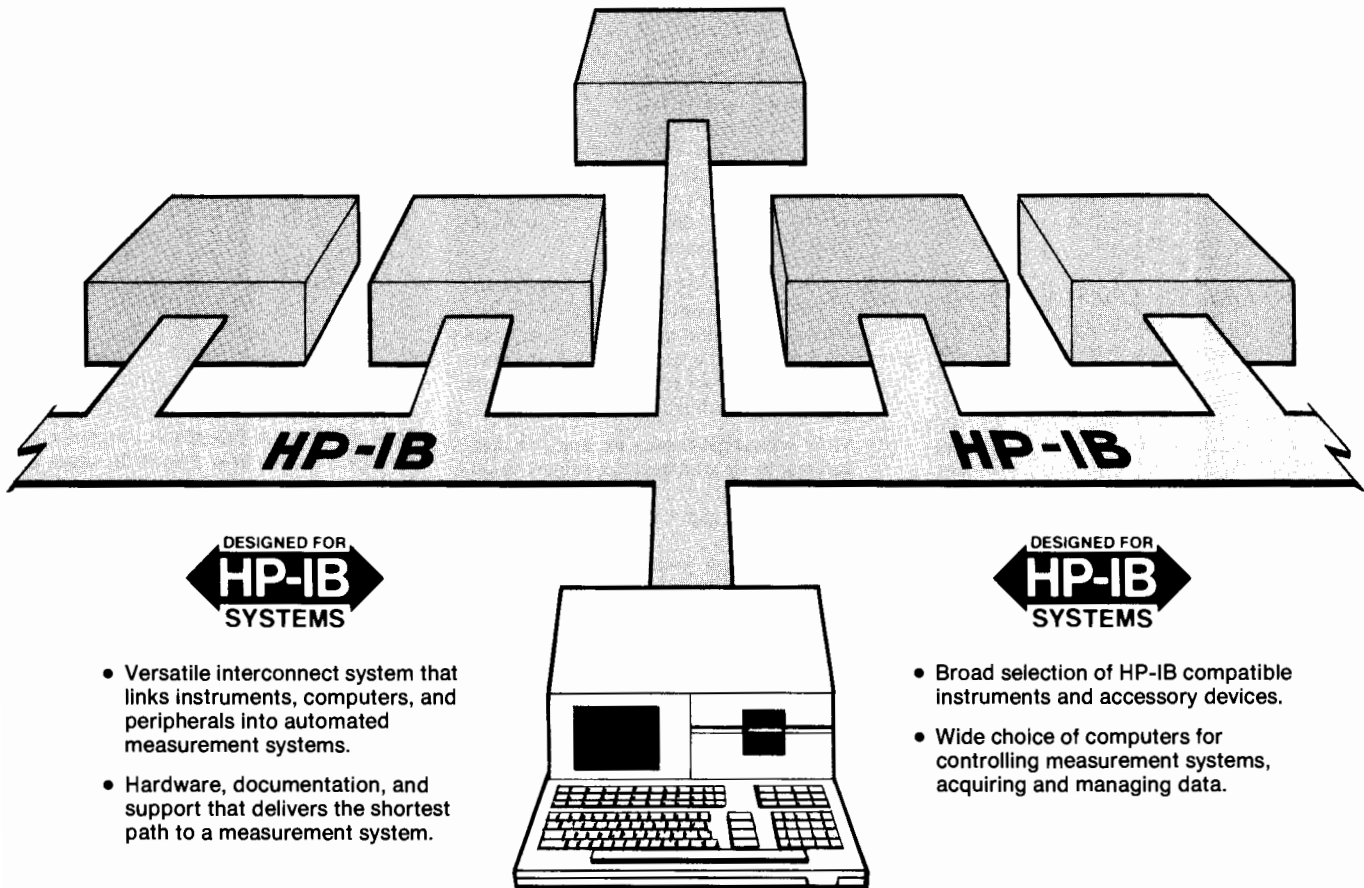 HP-IB
HP-IB
DESIGNED FOR
HP-IB
SYSTEMS
• Versatile interconnect system that
links instruments, computers, and
peripherals into automated
measurement systems.
• Hardware, documentation, and
support that delivers the shortest
path to a measurement system.
DESIGNED FOR
HP-IB
SYSTEMS
• Broad selection of HP-IB compatible
instruments and accessory devices.
• Wide choice of computers for
controlling measurement systems,
acquiring and managing data.